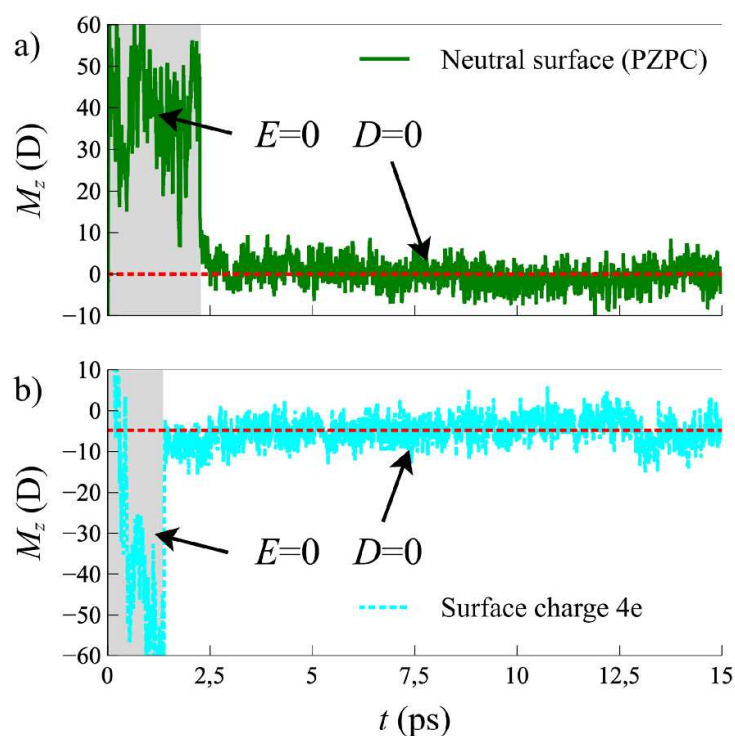 a)
60
50
40
30
20
10
0
−10
M_z (D)
Neutral surface (PZPC)
E=0 D=0
b)
10
0
−10
−20
−30
−40
−50
−60
M_z (D)
E=0 D=0
Surface charge 4e
0 2,5 5 7,5 10 12,5 15
t (ps)